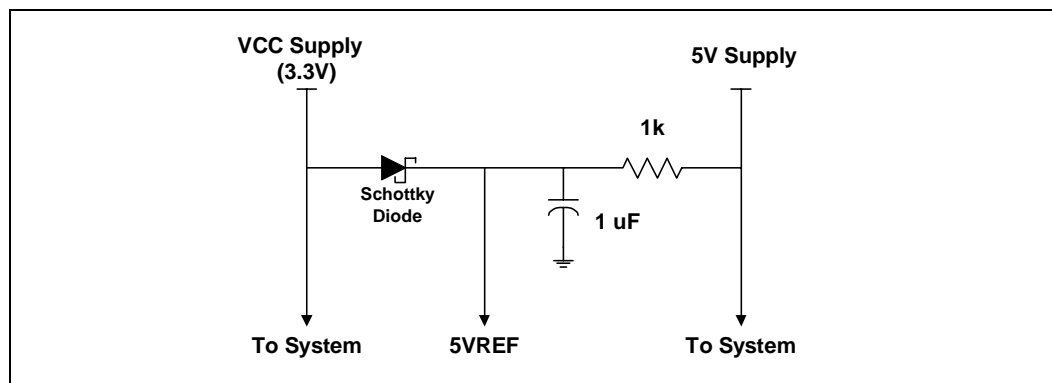 VCC Supply
(3.3V)
5V Supply
1k
Schottky
Diode
1 uF
To System
5VREF
To System